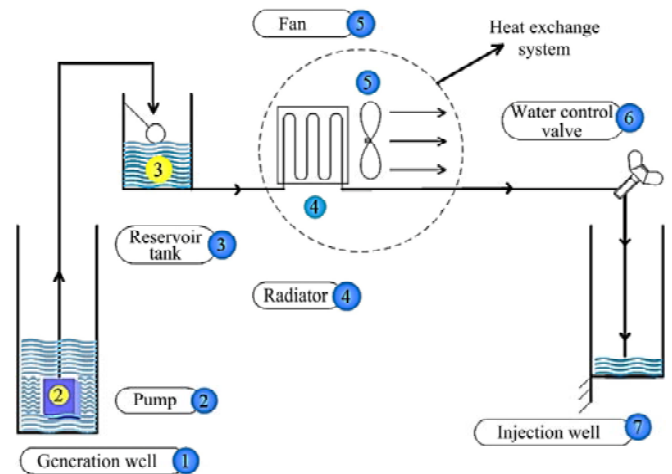 Fan 5
Heat exchange
system
5
Water control
valve 6
3
4
Reservoir
tank 3
Radiator 4
2
Pump 2
Injection well 7
Generation well 1